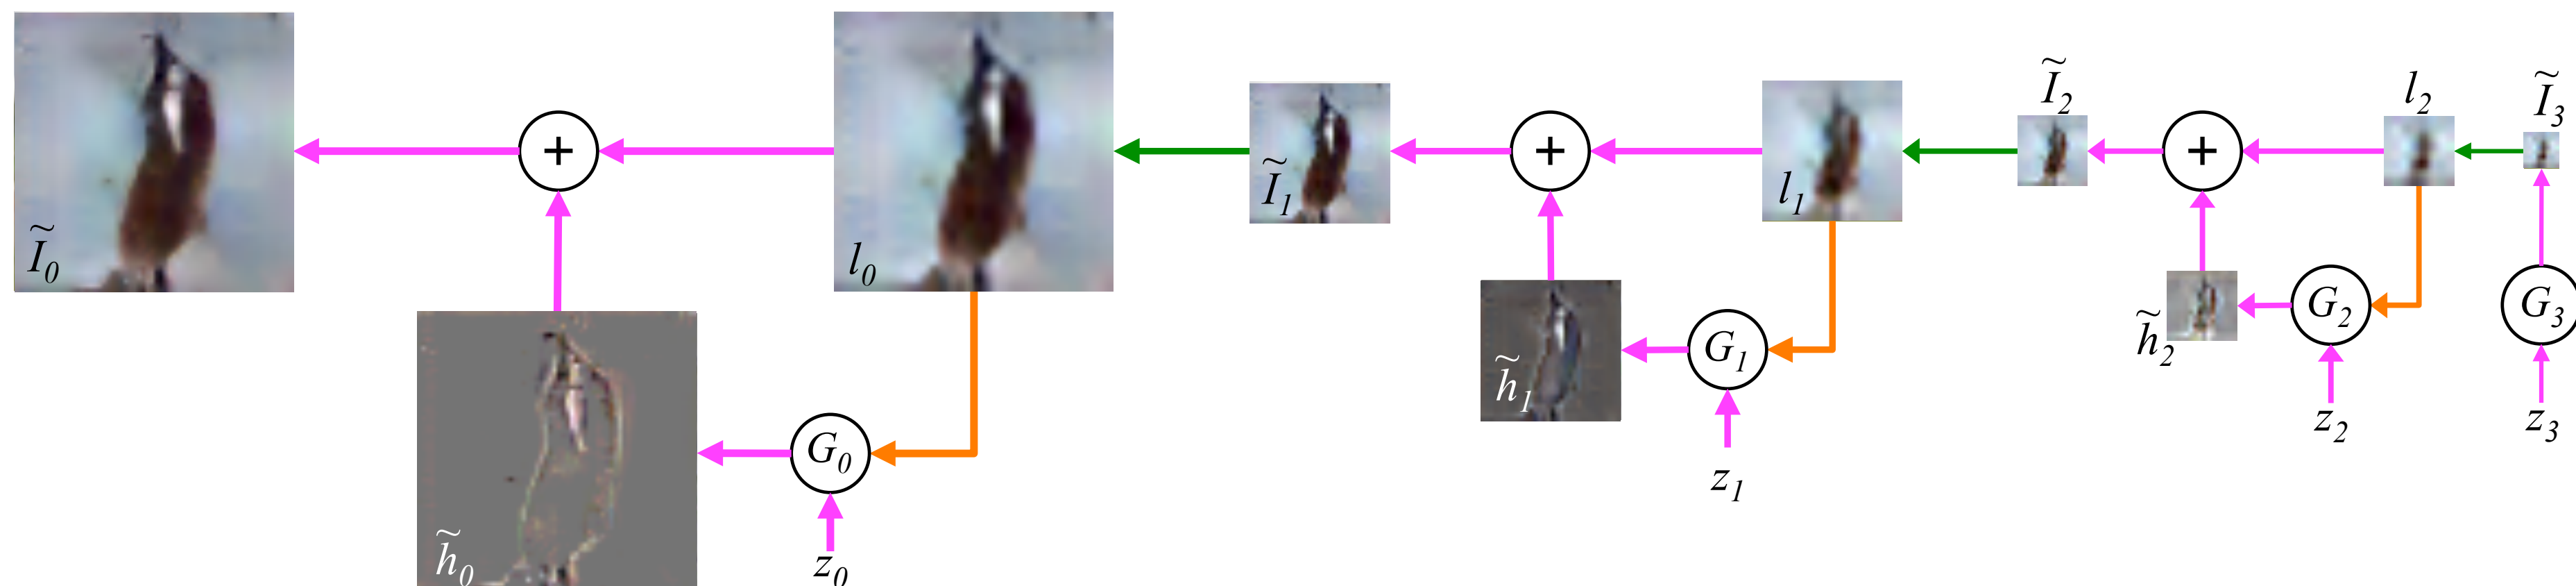 Ĩ₀
+
l₀
Ĩ₁
+
l₁
Ĩ₂
+
l₂
Ĩ₃
h̃₀
G₀
z₀
h̃₁
G₁
z₁
h̃₂
G₂
z₂
G₃
z₃